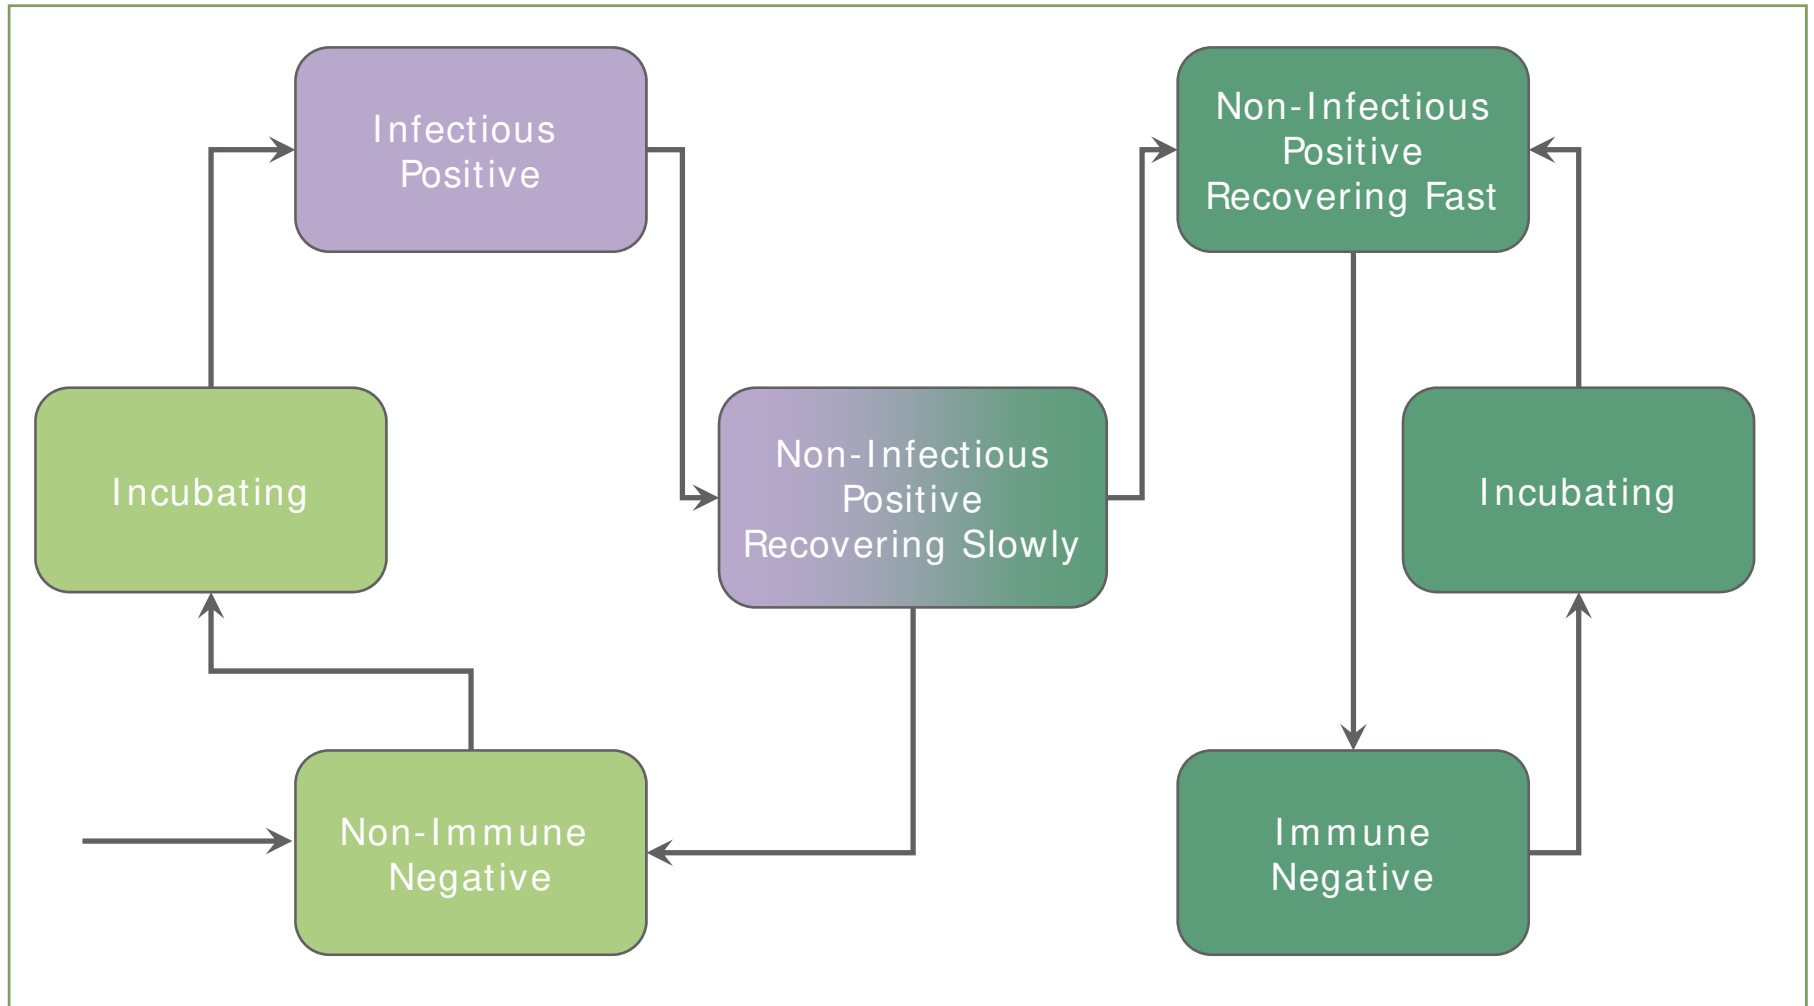 Infectious
Positive
Non-Infectious
Positive
Recovering Fast
Incubating
Non-Infectious
Positive
Recovering Slowly
Incubating
Non-Immune
Negative
Immune
Negative